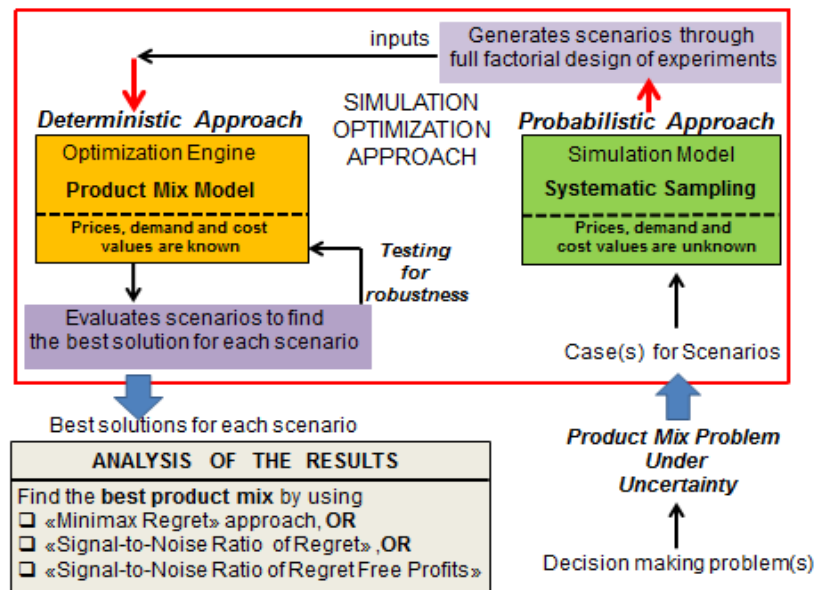 inputs
Generates scenarios through
full factorial design of experiments
SIMULATION
OPTIMIZATION
APPROACH
Deterministic Approach
Optimization Engine
Product Mix Model
Prices, demand and cost
values are known
Probabilistic Approach
Simulation Model
Systematic Sampling
Prices, demand and
cost values are unknown
Testing
for
robustness
Evaluates scenarios to find
the best solution for each scenario
Case(s) for Scenarios
Best solutions for each scenario
Product Mix Problem
Under
Uncertainty
Decision making problem(s)
ANALYSIS OF THE RESULTS
Find the best product mix by using
❑ «Minimax Regret» approach, OR
❑ «Signal-to-Noise Ratio of Regret» ,OR
❑ «Signal-to-Noise Ratio of Regret Free Profits»